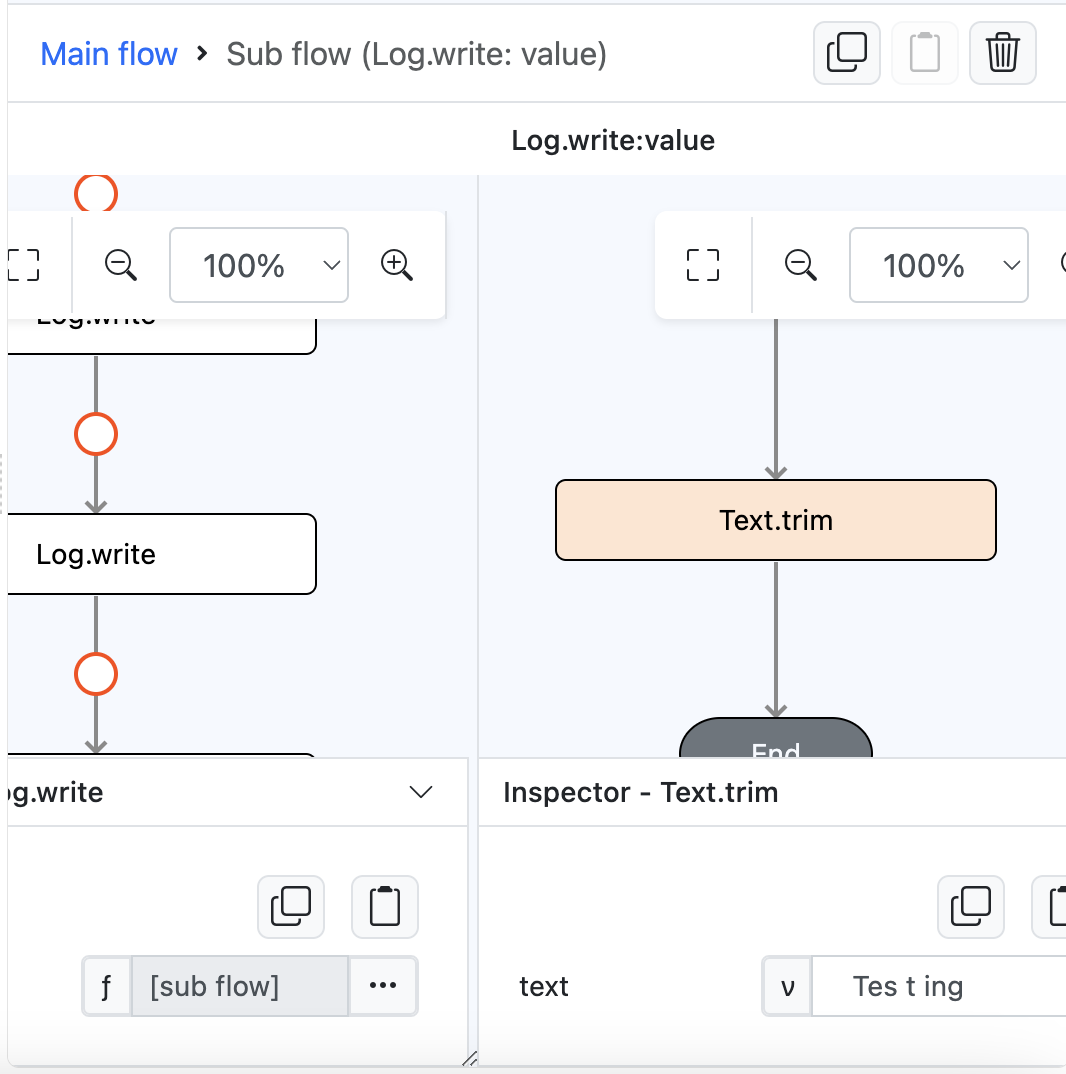 Main flow > Sub flow (Log.write: value)
Log.write:value
100%
100%
Log.write
Text.trim
Log.write
End
g.write
Inspector - Text.trim
f [sub flow] ...
text v Tes t ing